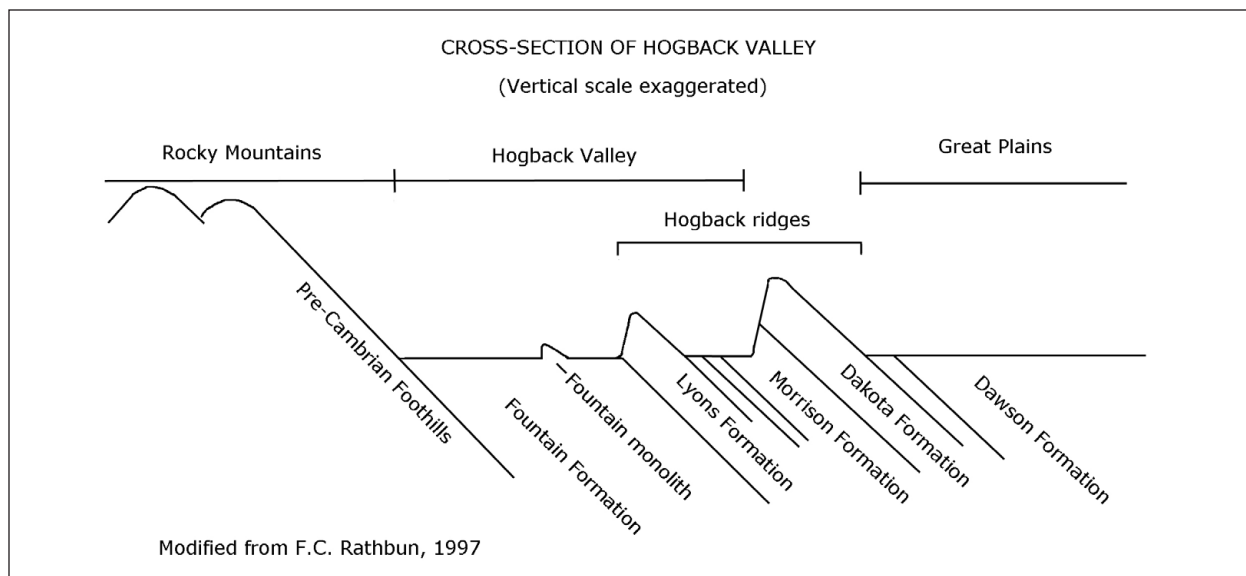 CROSS-SECTION OF HOGBACK VALLEY
(Vertical scale exaggerated)
Rocky Mountains
Hogback Valley
Great Plains
Hogback ridges
Pre-Cambrian Foothills
Fountain Formation
Fountain monolith
Lyons Formation
Morrison Formation
Dakota Formation
Dawson Formation
Modified from F.C. Rathbun, 1997